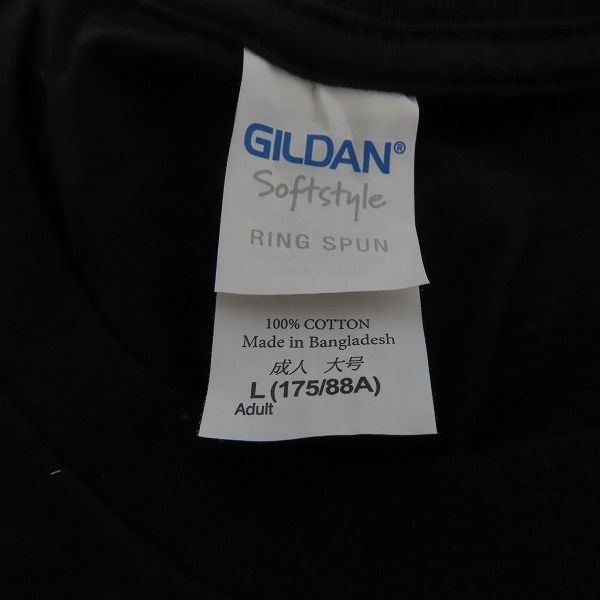 GILDAN®
Softstyle
RING SPUN
100% COTTON
Made in Bangladesh
成人 大号
L (175/88A)
Adult